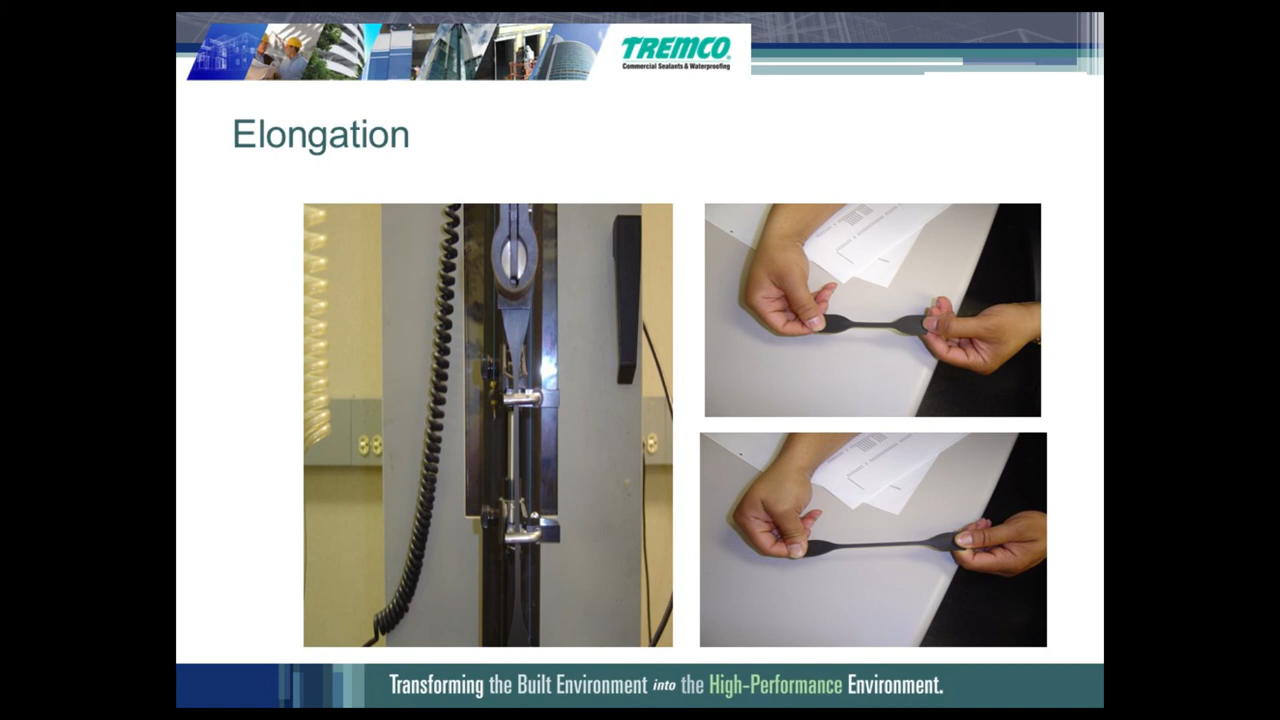 TREMCO®
Commercial Sealants & Waterproofing
Elongation
Transforming the Built Environment into the High-Performance Environment.